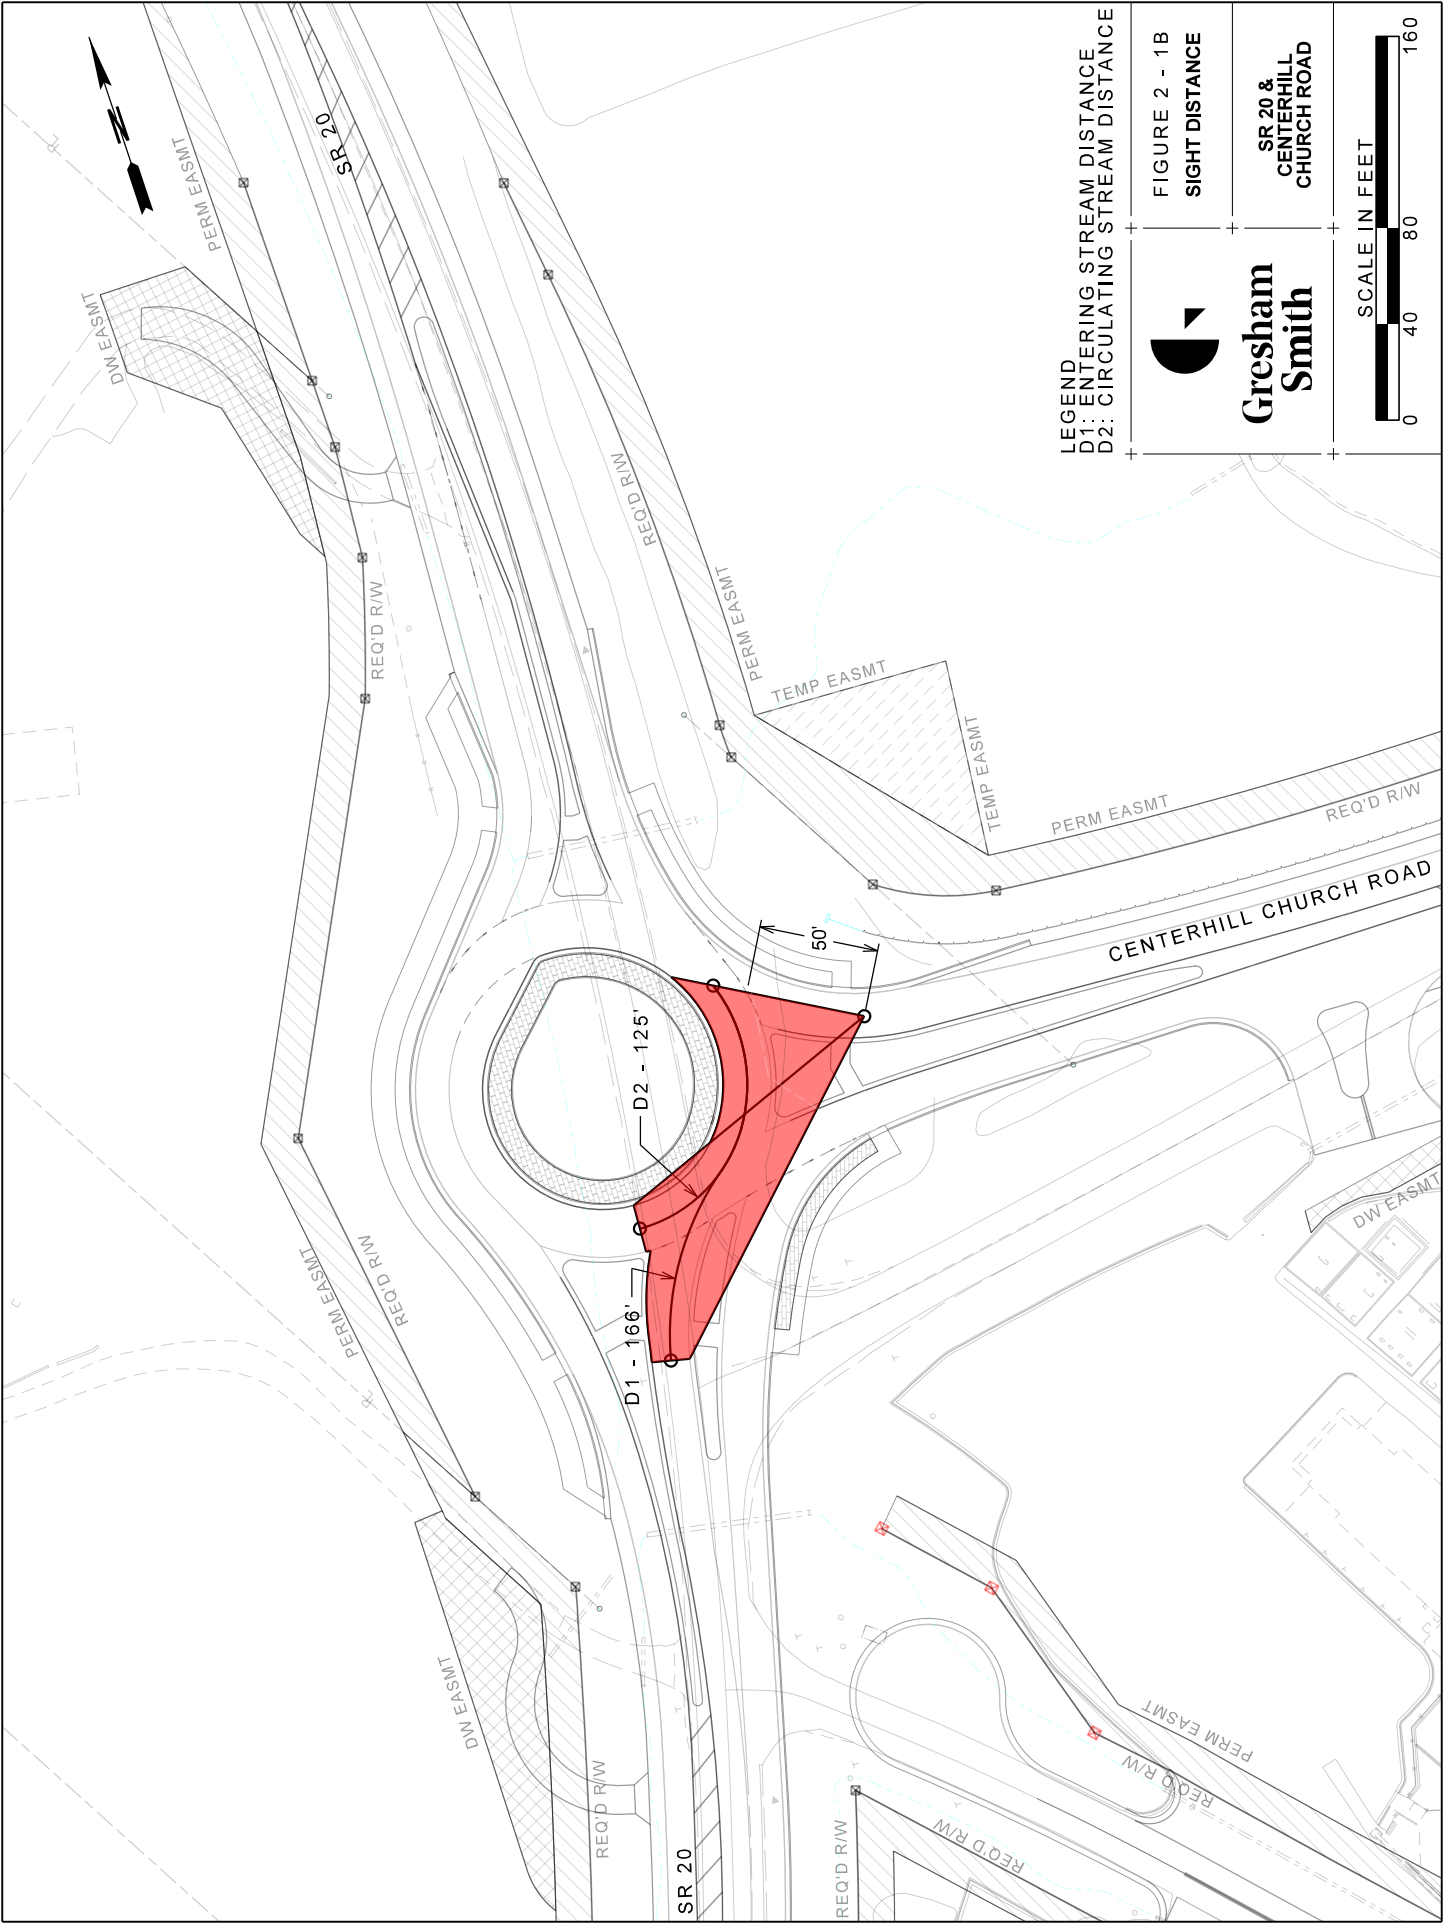 SR 20
N
PERM EASMT
DW EASMT
REQ'D R/W
REQ'D R/W
PERM EASMT
TEMP EASMT
TEMP EASMT
PERM EASMT
REQ'D R/W
CENTERHILL CHURCH ROAD
50'
D2 - 125'
D1 - 166'
PERM EASMT
REQ'D R/W
DW EASMT
DW EASMT
REQ'D R/W
SR 20
REQ'D R/W
REQ'D R/W
REQ'D R/W
PERM EASMT
LEGEND
D1: ENTERING STREAM DISTANCE
D2: CIRCULATING STREAM DISTANCE
Gresham
Smith
FIGURE 2 - 1B
SIGHT DISTANCE
SR 20 &
CENTERHILL
CHURCH ROAD
SCALE IN FEET
0 40 80 160